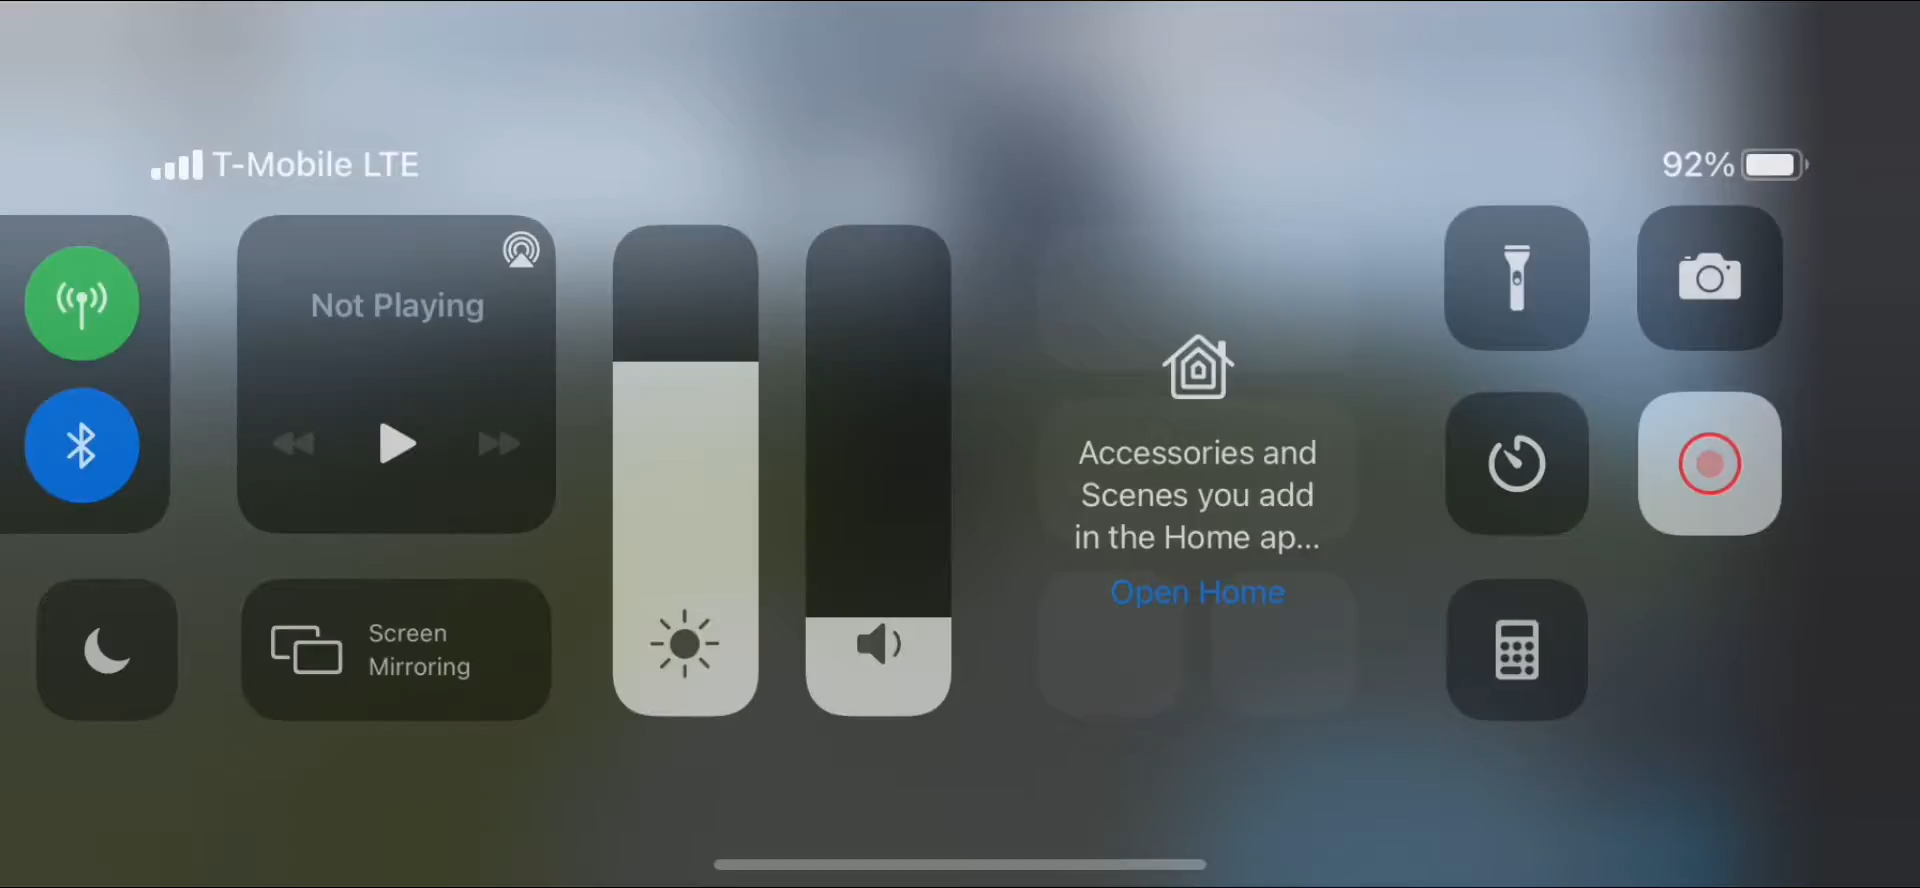 T-Mobile LTE
92%
Not Playing
Accessories and
Scenes you add
in the Home ap...
Open Home
Screen
Mirroring